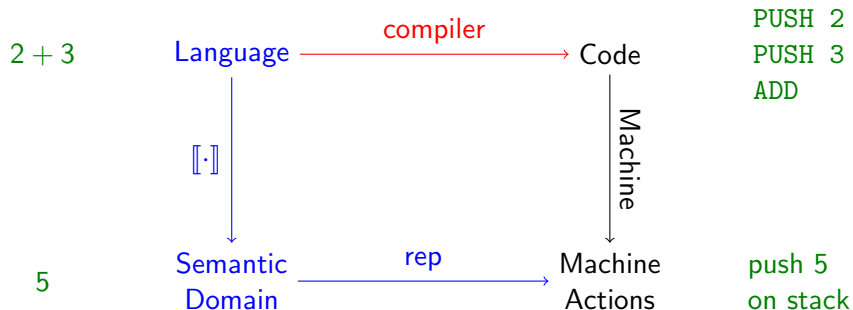 PUSH 2
compiler
2 + 3
Language
Code
PUSH 3
ADD
⟦·⟧
Machine
Semantic
Domain
rep
Machine
Actions
5
push 5
on stack